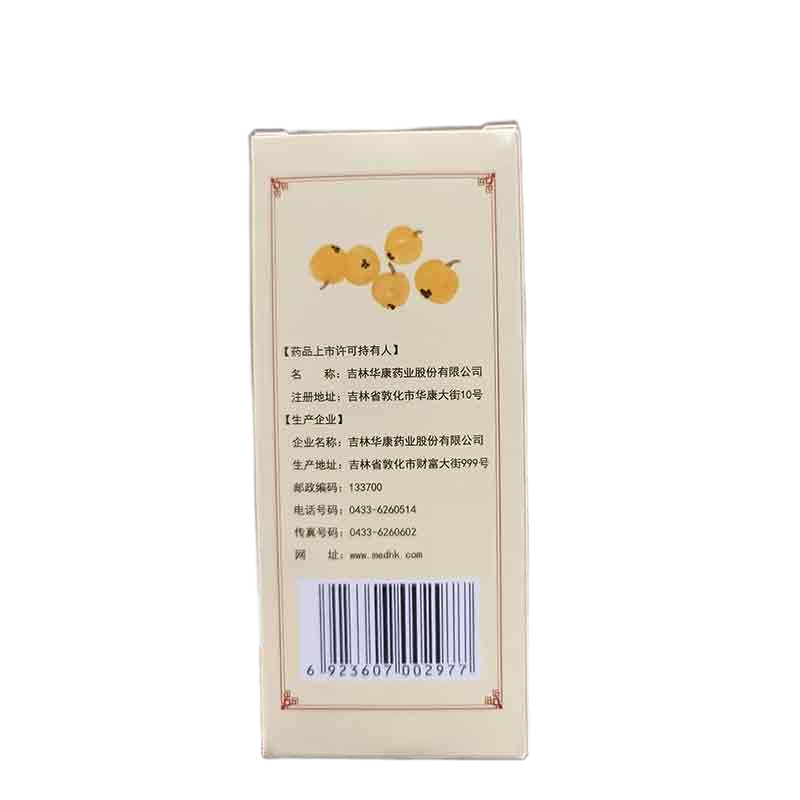 【药品上市许可持有人】
名 称：吉林华康药业股份有限公司
注册地址：吉林省敦化市华康大街10号
【生产企业】
企业名称：吉林华康药业股份有限公司
生产地址：吉林省敦化市财富大街999号
邮政编码：133700
电话号码：0433-6260514
传真号码：0433-6260602
网 址：www.mednk.com
6 923607 002977